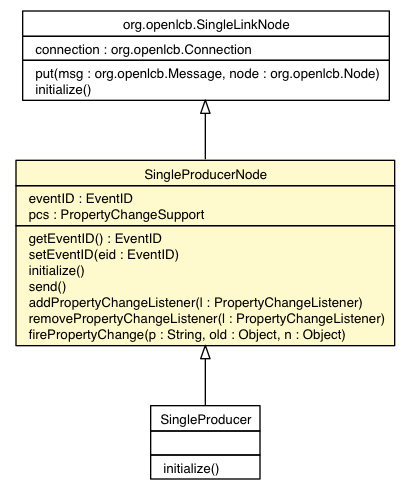 org.openlcb.SingleLinkNode
connection : org.openlcb.Connection
put(msg : org.openlcb.Message, node : org.openlcb.Node)
initialize()
SingleProducerNode
eventID : EventID
pcs : PropertyChangeSupport
getEventID() : EventID
setEventID(eid : EventID)
initialize()
send()
addPropertyChangeListener(l : PropertyChangeListener)
removePropertyChangeListener(l : PropertyChangeListener)
firePropertyChange(p : String, old : Object, n : Object)
SingleProducer
initialize()